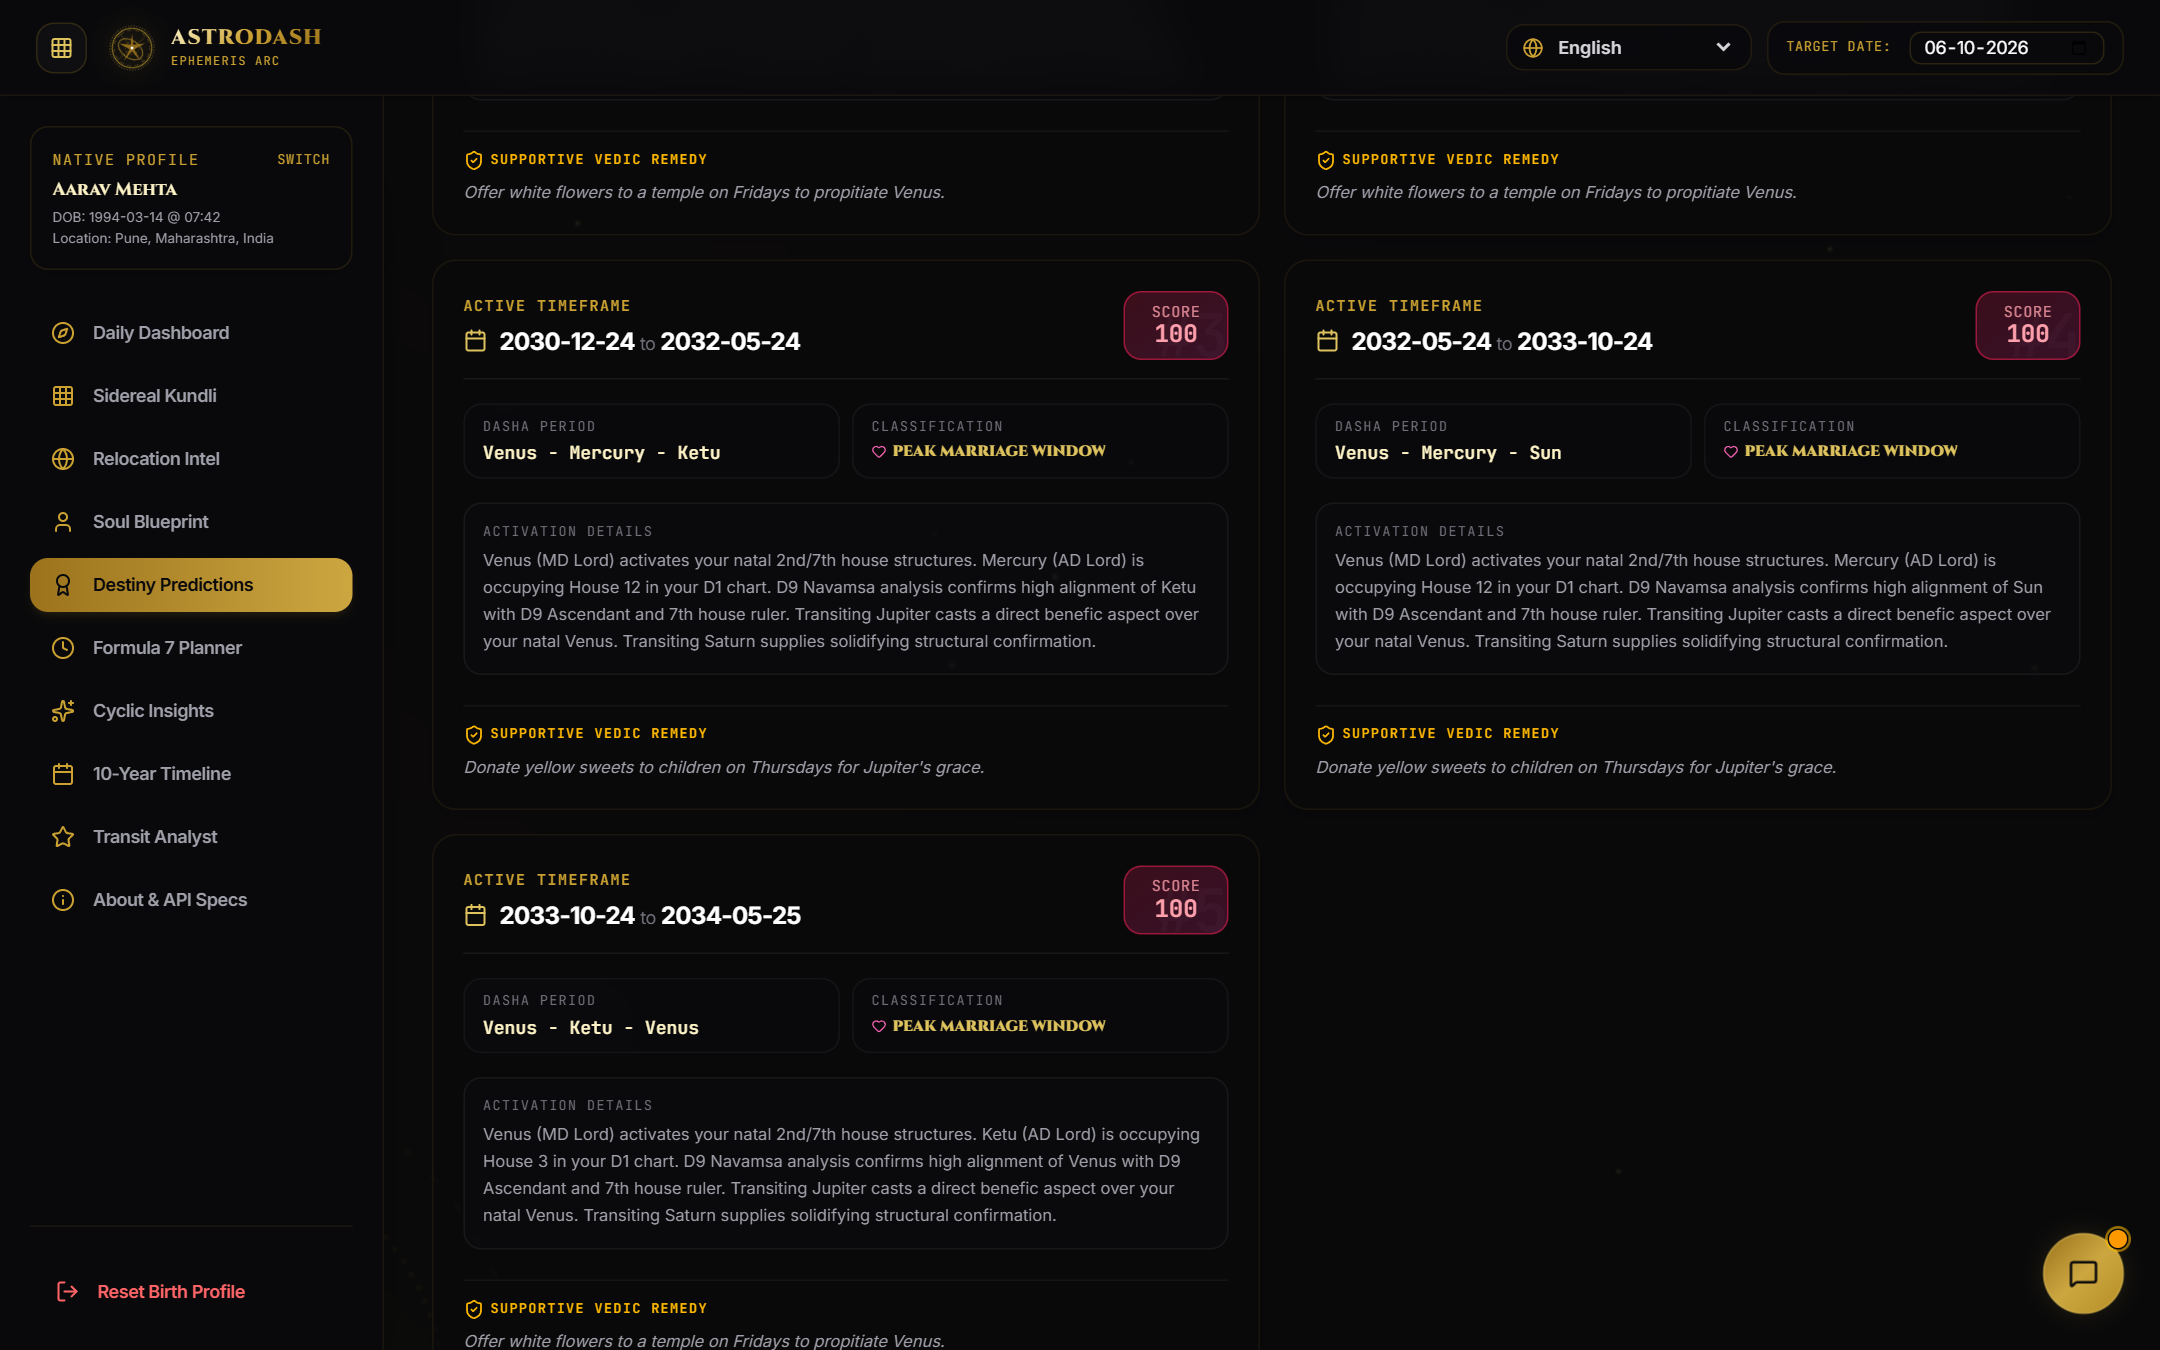 ASTRODASH
EPHEMERIS ARC
English
TARGET DATE:
06-10-2026
NATIVE PROFILE
SWITCH
AARAV MEHTA
DOB: 1994-03-14 @ 07:42
Location: Pune, Maharashtra, India
Daily Dashboard
Sidereal Kundli
Relocation Intel
Soul Blueprint
Destiny Predictions
Formula 7 Planner
Cyclic Insights
10-Year Timeline
Transit Analyst
About & API Specs
Reset Birth Profile
SUPPORTIVE VEDIC REMEDY
Offer white flowers to a temple on Fridays to propitiate Venus.
SUPPORTIVE VEDIC REMEDY
Offer white flowers to a temple on Fridays to propitiate Venus.
ACTIVE TIMEFRAME
2030-12-24 to 2032-05-24
SCORE
100
DASHA PERIOD
Venus - Mercury - Ketu
CLASSIFICATION
PEAK MARRIAGE WINDOW
ACTIVATION DETAILS
Venus (MD Lord) activates your natal 2nd/7th house structures. Mercury (AD Lord) is
occupying House 12 in your D1 chart. D9 Navamsa analysis confirms high alignment of Ketu
with D9 Ascendant and 7th house ruler. Transiting Jupiter casts a direct benefic aspect over
your natal Venus. Transiting Saturn supplies solidifying structural confirmation.
SUPPORTIVE VEDIC REMEDY
Donate yellow sweets to children on Thursdays for Jupiter's grace.
ACTIVE TIMEFRAME
2032-05-24 to 2033-10-24
SCORE
100
DASHA PERIOD
Venus - Mercury - Sun
CLASSIFICATION
PEAK MARRIAGE WINDOW
ACTIVATION DETAILS
Venus (MD Lord) activates your natal 2nd/7th house structures. Mercury (AD Lord) is
occupying House 12 in your D1 chart. D9 Navamsa analysis confirms high alignment of Sun
with D9 Ascendant and 7th house ruler. Transiting Jupiter casts a direct benefic aspect over
your natal Venus. Transiting Saturn supplies solidifying structural confirmation.
SUPPORTIVE VEDIC REMEDY
Donate yellow sweets to children on Thursdays for Jupiter's grace.
ACTIVE TIMEFRAME
2033-10-24 to 2034-05-25
SCORE
100
DASHA PERIOD
Venus - Ketu - Venus
CLASSIFICATION
PEAK MARRIAGE WINDOW
ACTIVATION DETAILS
Venus (MD Lord) activates your natal 2nd/7th house structures. Ketu (AD Lord) is occupying
House 3 in your D1 chart. D9 Navamsa analysis confirms high alignment of Venus with D9
Ascendant and 7th house ruler. Transiting Jupiter casts a direct benefic aspect over your
natal Venus. Transiting Saturn supplies solidifying structural confirmation.
SUPPORTIVE VEDIC REMEDY
Offer white flowers to a temple on Fridays to propitiate Venus.